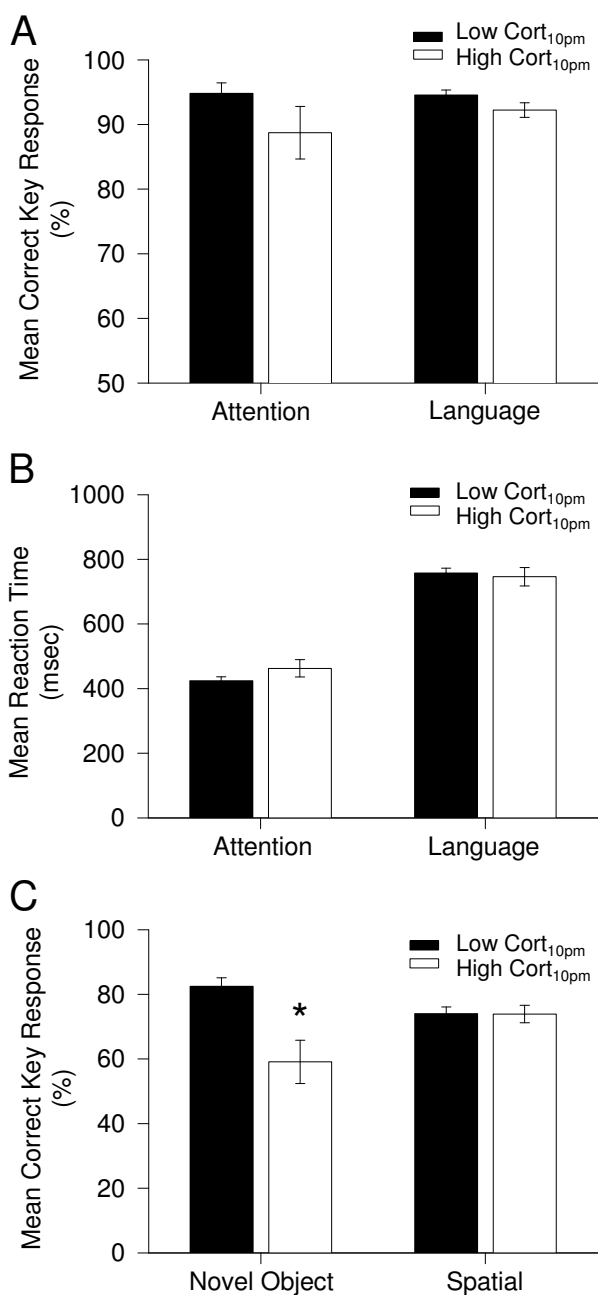 A
Low Cort10pm
High Cort10pm
Mean Correct Key Response
(%)
100
90
80
70
60
50
Attention Language
B
Low Cort10pm
High Cort10pm
Mean Reaction Time
(msec)
1000
800
600
400
200
0
Attention Language
C
Low Cort10pm
High Cort10pm
Mean Correct Key Response
(%)
100
80
60
40
20
0
*
Novel Object Spatial